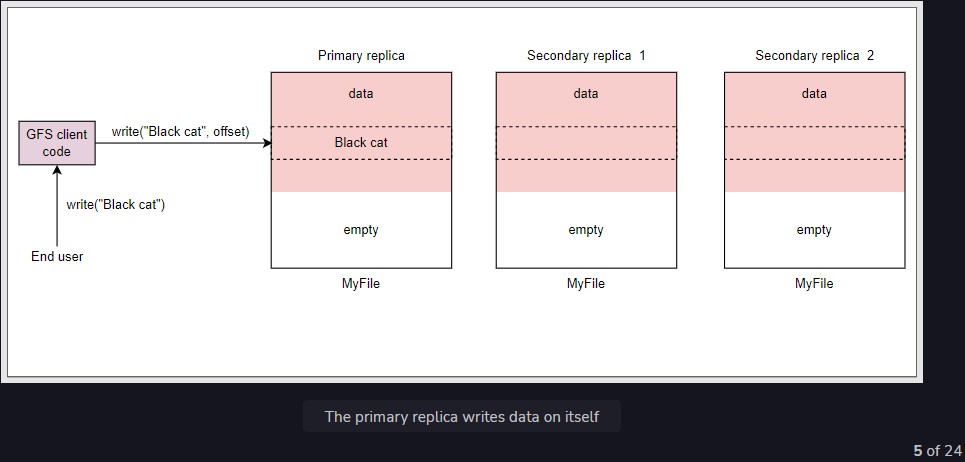 Primary replica
Secondary replica 1
Secondary replica 2
data
data
data
GFS client
code
write("Black cat", offset)
Black cat
write("Black cat")
empty
empty
empty
End user
MyFile
MyFile
MyFile
The primary replica writes data on itself
5 of 24